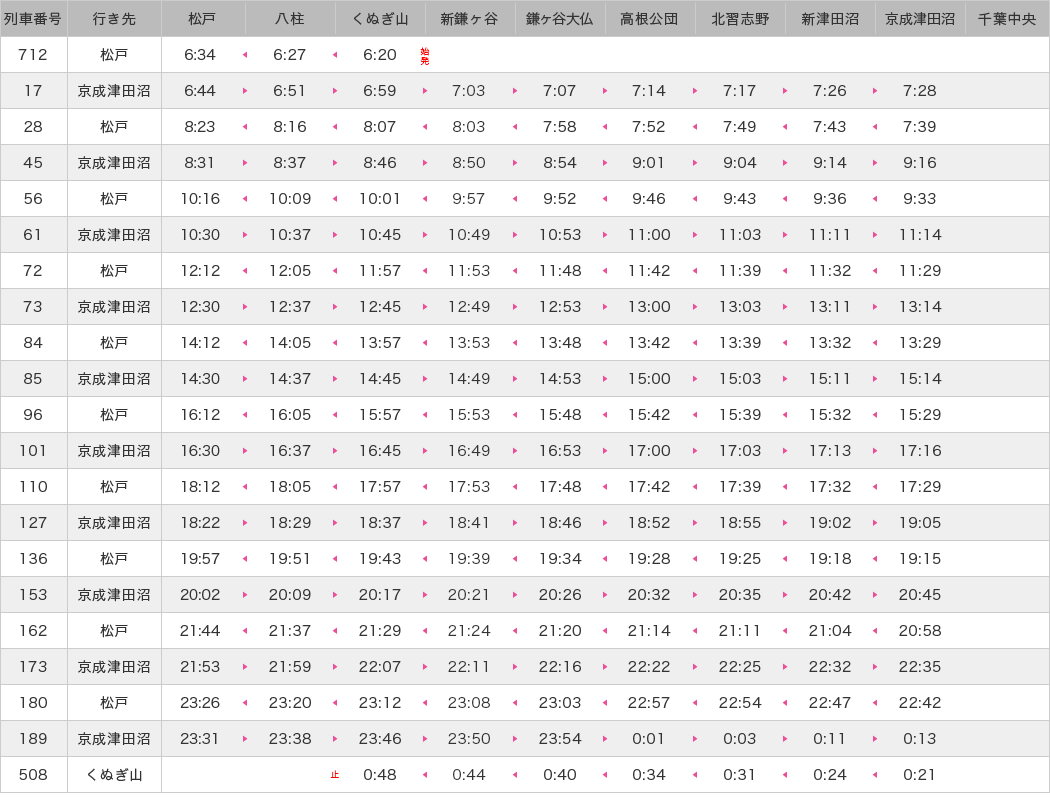 列車番号 行き先 松戸 八柱 くぬぎ山 新鎌ヶ谷 鎌ヶ谷大仏 高根公団 北習志野 新津田沼 京成津田沼 千葉中央
712 松戸 6:34 6:27 6:20 始発
17 京成津田沼 6:44 6:51 6:59 7:03 7:07 7:14 7:17 7:26 7:28
28 松戸 8:23 8:16 8:07 8:03 7:58 7:52 7:49 7:43 7:39
45 京成津田沼 8:31 8:37 8:46 8:50 8:54 9:01 9:04 9:14 9:16
56 松戸 10:16 10:09 10:01 9:57 9:52 9:46 9:43 9:36 9:33
61 京成津田沼 10:30 10:37 10:45 10:49 10:53 11:00 11:03 11:11 11:14
72 松戸 12:12 12:05 11:57 11:53 11:48 11:42 11:39 11:32 11:29
73 京成津田沼 12:30 12:37 12:45 12:49 12:53 13:00 13:03 13:11 13:14
84 松戸 14:12 14:05 13:57 13:53 13:48 13:42 13:39 13:32 13:29
85 京成津田沼 14:30 14:37 14:45 14:49 14:53 15:00 15:03 15:11 15:14
96 松戸 16:12 16:05 15:57 15:53 15:48 15:42 15:39 15:32 15:29
101 京成津田沼 16:30 16:37 16:45 16:49 16:53 17:00 17:03 17:13 17:16
110 松戸 18:12 18:05 17:57 17:53 17:48 17:42 17:39 17:32 17:29
127 京成津田沼 18:22 18:29 18:37 18:41 18:46 18:52 18:55 19:02 19:05
136 松戸 19:57 19:51 19:43 19:39 19:34 19:28 19:25 19:18 19:15
153 京成津田沼 20:02 20:09 20:17 20:21 20:26 20:32 20:35 20:42 20:45
162 松戸 21:44 21:37 21:29 21:24 21:20 21:14 21:11 21:04 20:58
173 京成津田沼 21:53 21:59 22:07 22:11 22:16 22:22 22:25 22:32 22:35
180 松戸 23:26 23:20 23:12 23:08 23:03 22:57 22:54 22:47 22:42
189 京成津田沼 23:31 23:38 23:46 23:50 23:54 0:01 0:03 0:11 0:13
508 くぬぎ山 止 0:48 0:44 0:40 0:34 0:31 0:24 0:21